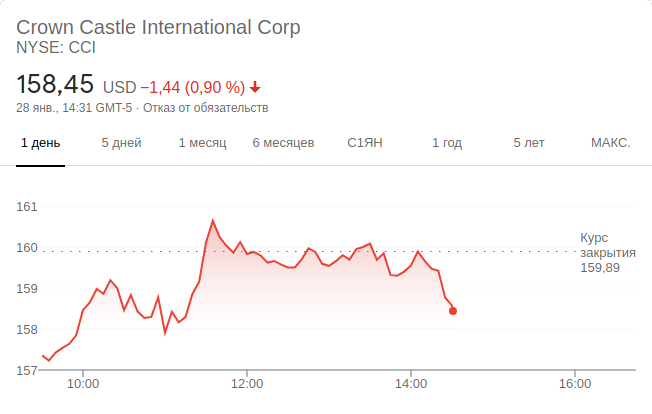 Crown Castle International Corp
NYSE: CCI
158,45 USD −1,44 (0,90 %)
28 янв., 14:31 GMT-5 · Отказ от обязательств
1 день 5 дней 1 месяц 6 месяцев С1ЯН 1 год 5 лет МАКС.
161
160
159
158
157
Курс
закрытия
159,89
10:00 12:00 14:00 16:00